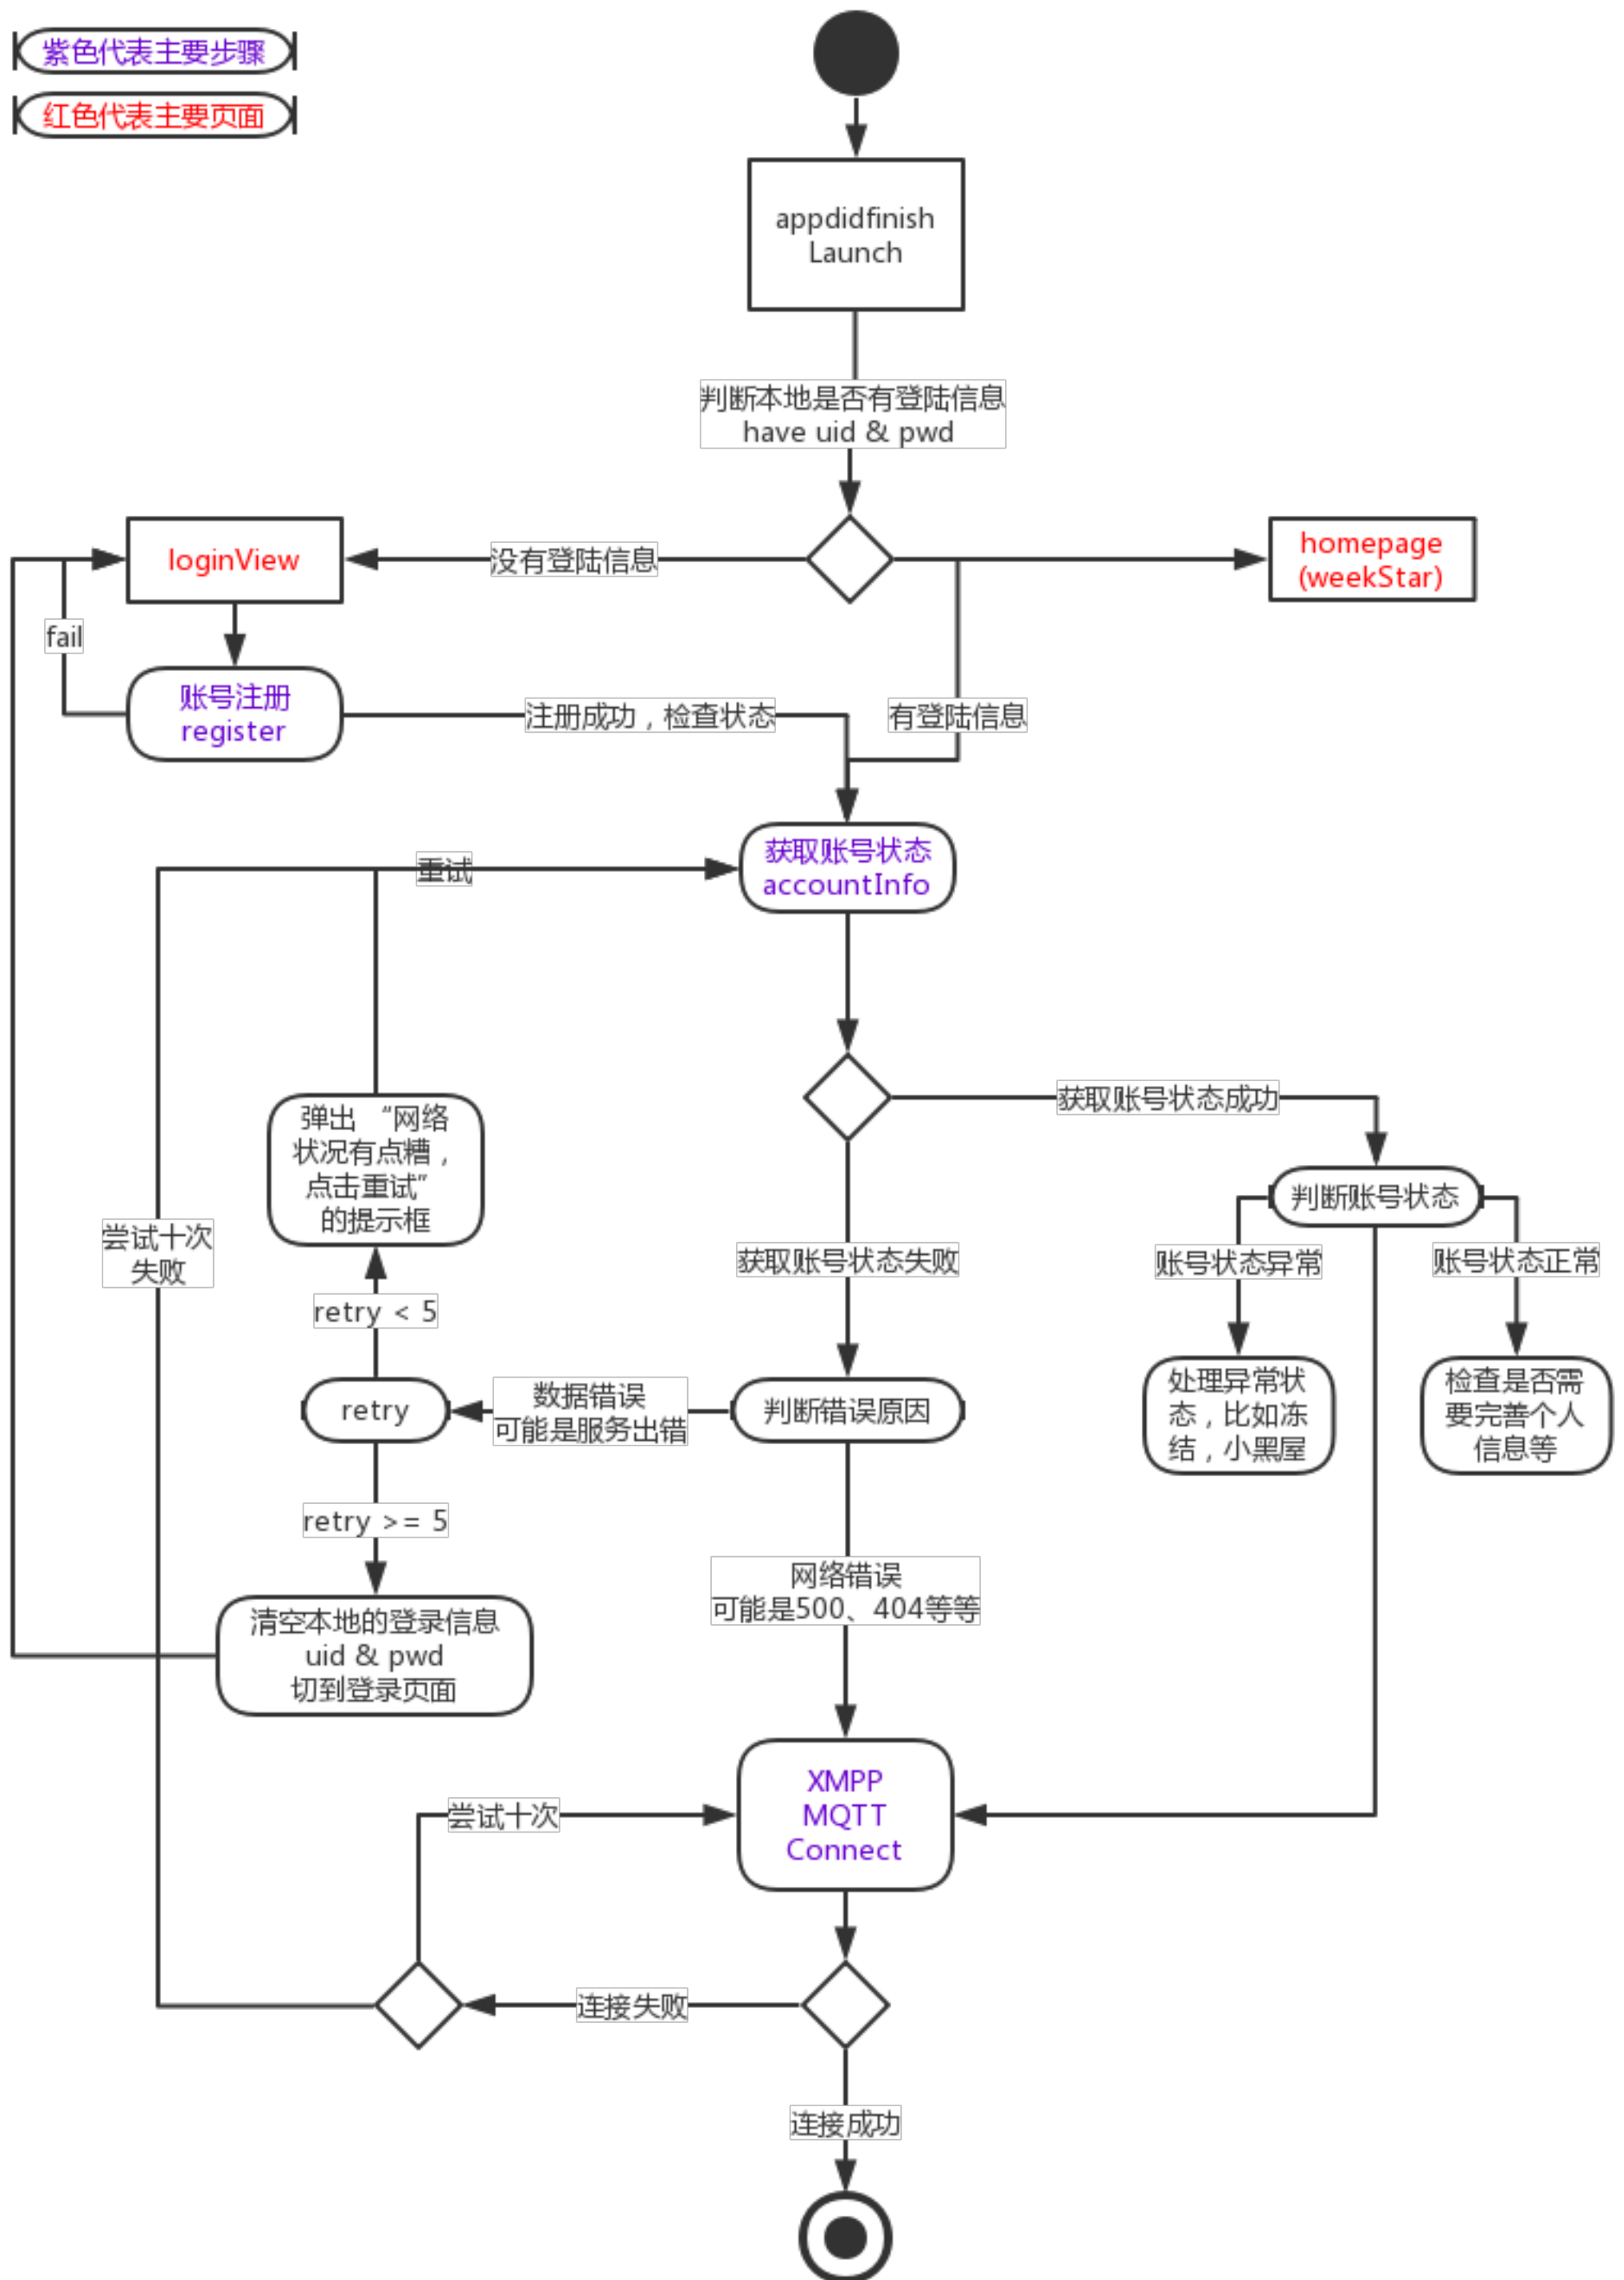 紫色代表主要步骤
红色代表主要页面
appdidfinish
Launch
判断本地是否有登陆信息
have uid & pwd
loginView
没有登陆信息
homepage
(weekStar)
fail
账号注册
register
注册成功，检查状态
有登陆信息
获取账号状态
accountInfo
重试
获取账号状态成功
弹出 “网络
状况有点糟，
点击重试”
的提示框
判断账号状态
尝试十次
失败
获取账号状态失败
账号状态异常
账号状态正常
retry < 5
retry
数据错误
可能是服务出错
判断错误原因
处理异常状
态，比如冻
结，小黑屋
检查是否需
要完善个人
信息等
retry >= 5
网络错误
可能是500、404等等
清空本地的登录信息
uid & pwd
切到登录页面
XMPP
MQTT
Connect
尝试十次
连接失败
连接成功